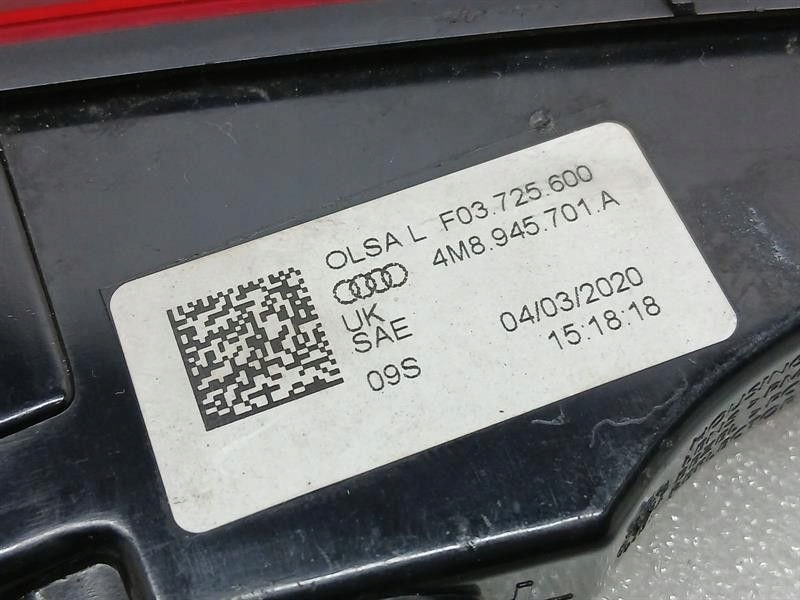 OLSA L F03.725.600
4M8.945.701.A
UK
SAE
04/03/2020
15:18:18
09S